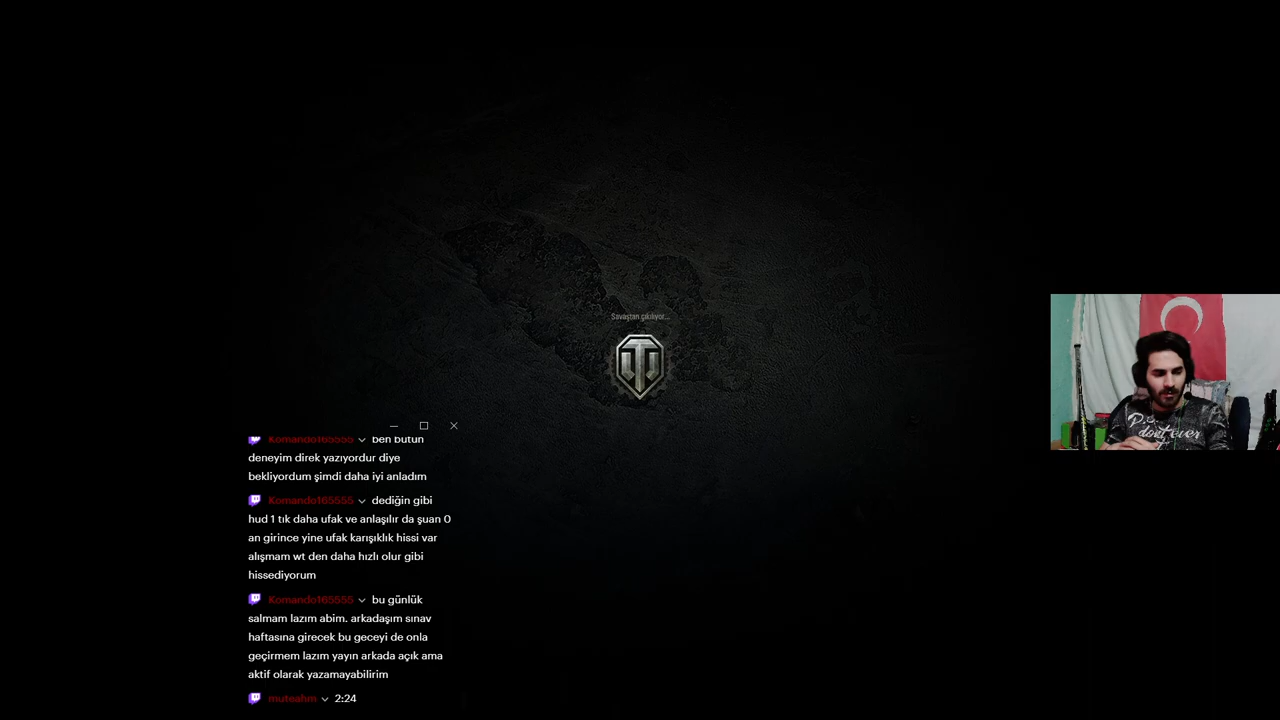 Savaştan çıkılıyor...
Komando165555 ben bütün
deneyim direk yazıyordur diye
bekliyordum şimdi daha iyi anladım
Komando165555 dediğin gibi
hud 1 tık daha ufak ve anlaşılır da şuan 0
an girince yine ufak karışıklık hissi var
alışmam wt den daha hızlı olur gibi
hissediyorum
Komando165555 bu günlük
salmam lazım abim. arkadaşım sınav
haftasına girecek bu geceyi de onla
geçirmem lazım yayın arkada açık ama
aktif olarak yazamayabilirim
muteahm 2:24